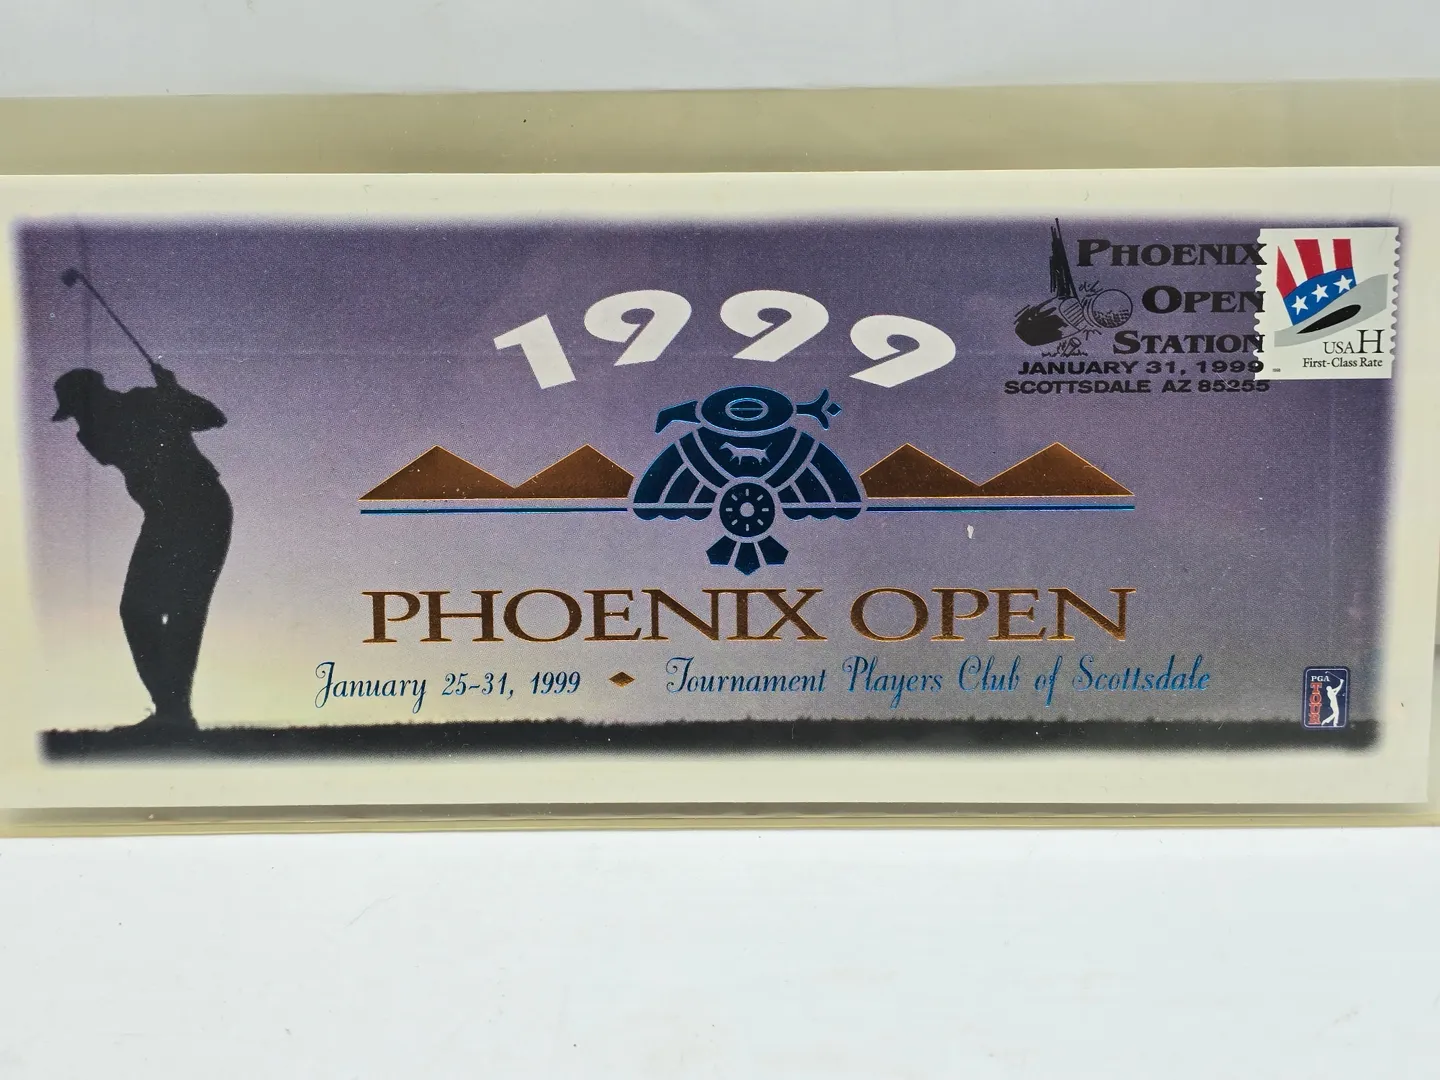 1999
PHOENIX
OPEN
STATION
JANUARY 31, 1999
SCOTTSDALE AZ 85255
USA H
First-Class Rate
PHOENIX OPEN
January 25-31, 1999 ♦ Tournament Players Club of Scottsdale
PGA
TOUR